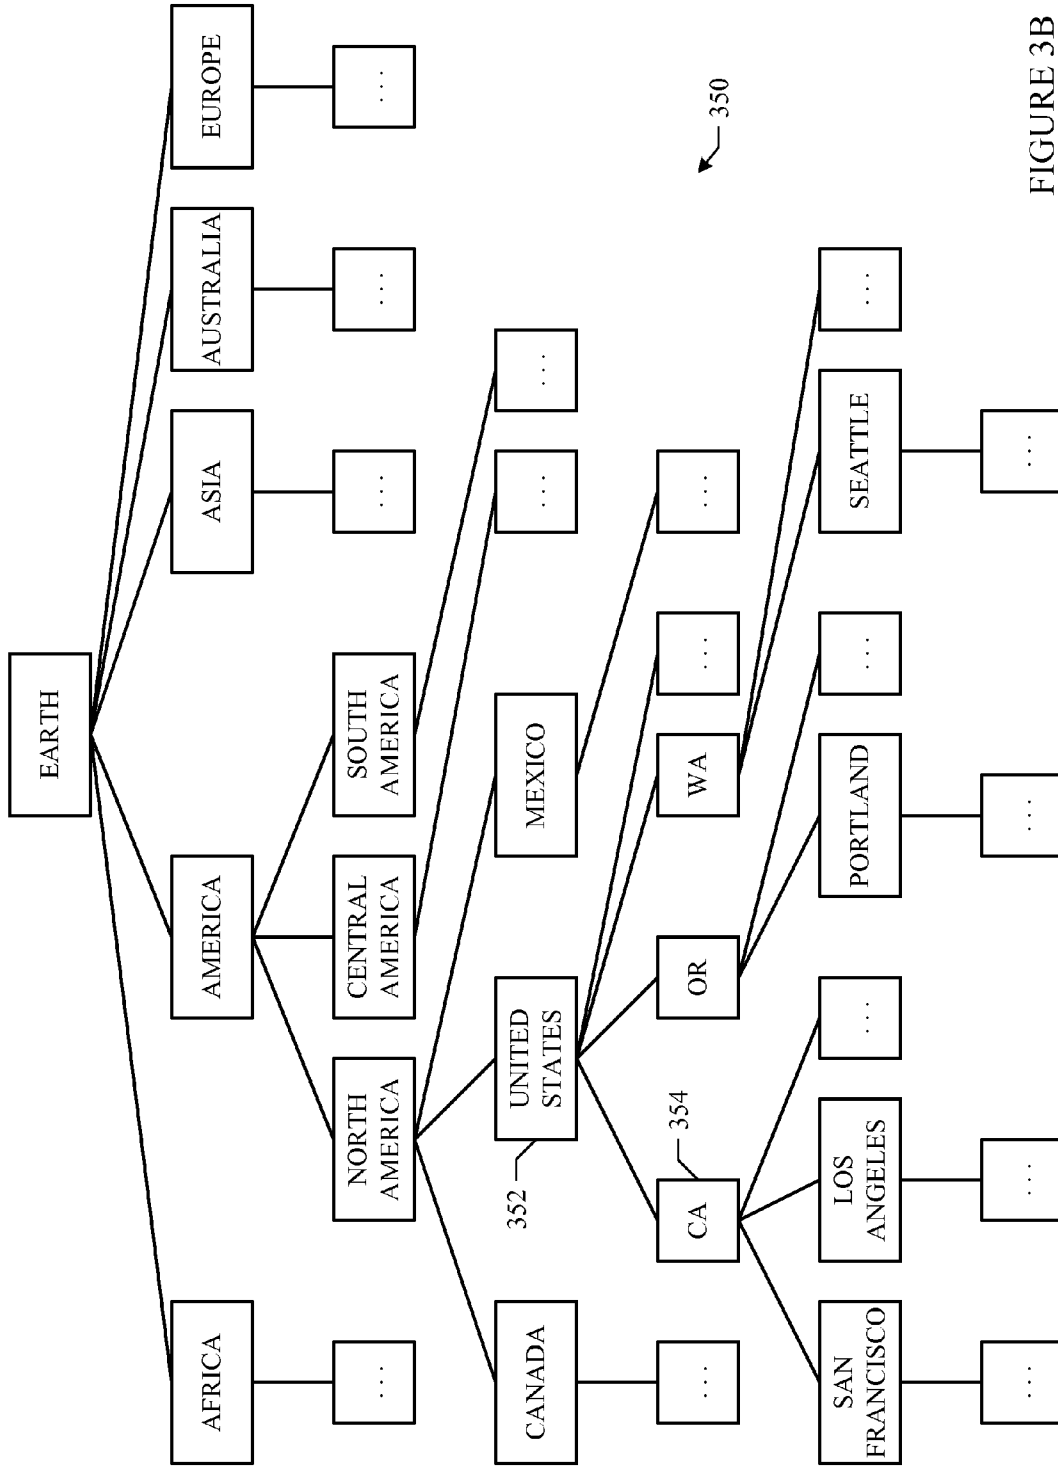 EARTH
AFRICA
AMERICA
ASIA
AUSTRALIA
EUROPE
. . .
NORTH
AMERICA
CENTRAL
AMERICA
SOUTH
AMERICA
. . .
. . .
. . .
CANADA
UNITED
STATES
MEXICO
. . .
. . .
352
. . .
CA
OR
WA
. . .
. . .
354
350
SAN
FRANCISCO
LOS
ANGELES
. . .
PORTLAND
. . .
SEATTLE
. . .
. . .
. . .
. . .
. . .
FIGURE 3B